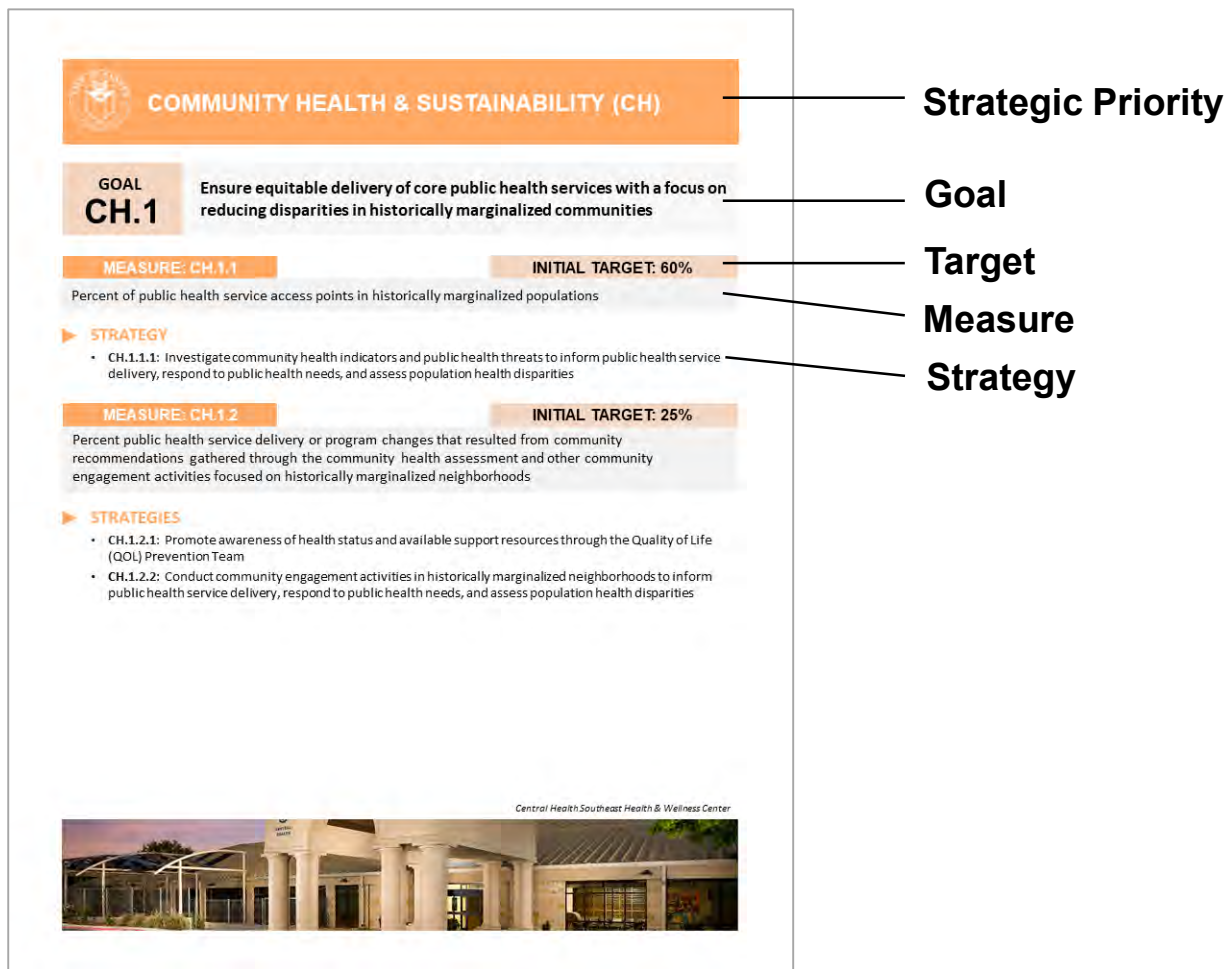 COMMUNITY HEALTH & SUSTAINABILITY (CH)
Strategic Priority
GOAL
CH.1
Ensure equitable delivery of core public health services with a focus on
reducing disparities in historically marginalized communities
Goal
MEASURE: CH.1.1
INITIAL TARGET: 60%
Target
Percent of public health service access points in historically marginalized populations
Measure
STRATEGY
• CH.1.1.1: Investigate community health indicators and public health threats to inform public health service
delivery, respond to public health needs, and assess population health disparities
Strategy
MEASURE: CH.1.2
INITIAL TARGET: 25%
Percent public health service delivery or program changes that resulted from community
recommendations gathered through the community health assessment and other community
engagement activities focused on historically marginalized neighborhoods
STRATEGIES
• CH.1.2.1: Promote awareness of health status and available support resources through the Quality of Life
(QOL) Prevention Team
• CH.1.2.2: Conduct community engagement activities in historically marginalized neighborhoods to inform
public health service delivery, respond to public health needs, and assess population health disparities
Central Health Southeast Health & Wellness Center